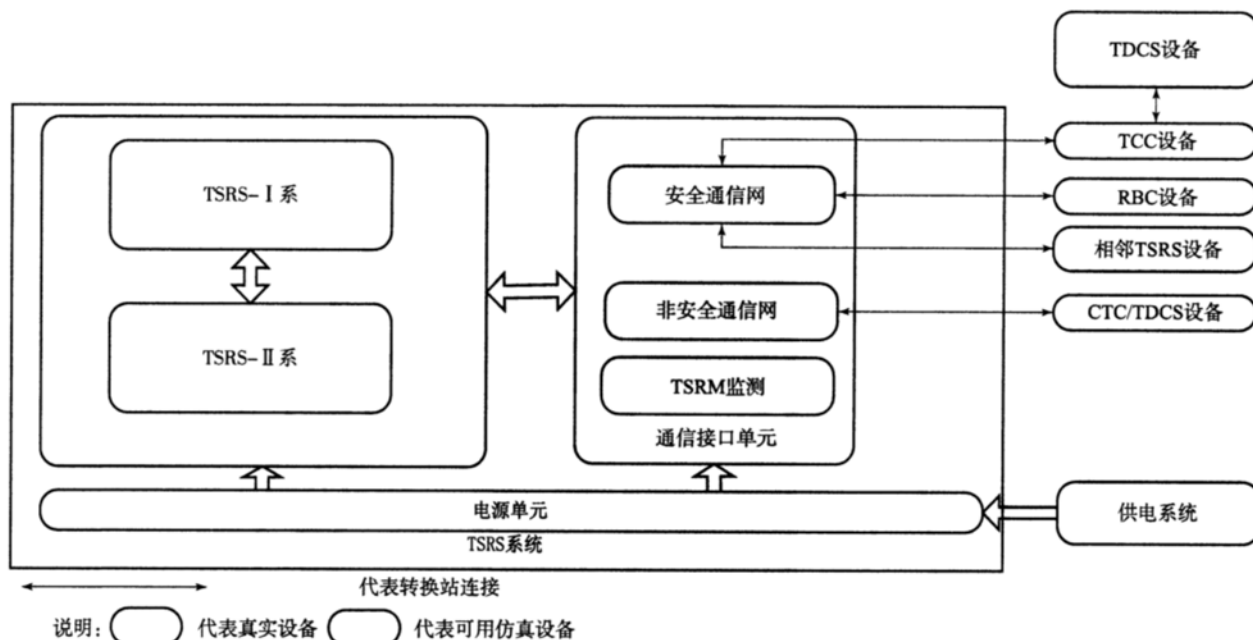 TDCS设备
TCC设备
TSRS-Ⅰ系
安全通信网
RBC设备
相邻TSRS设备
非安全通信网
CTC/TDCS设备
TSRS-Ⅱ系
TSRM监测
通信接口单元
电源单元
供电系统
TSRS系统
代表转换站连接
说明: 代表真实设备 代表可用仿真设备